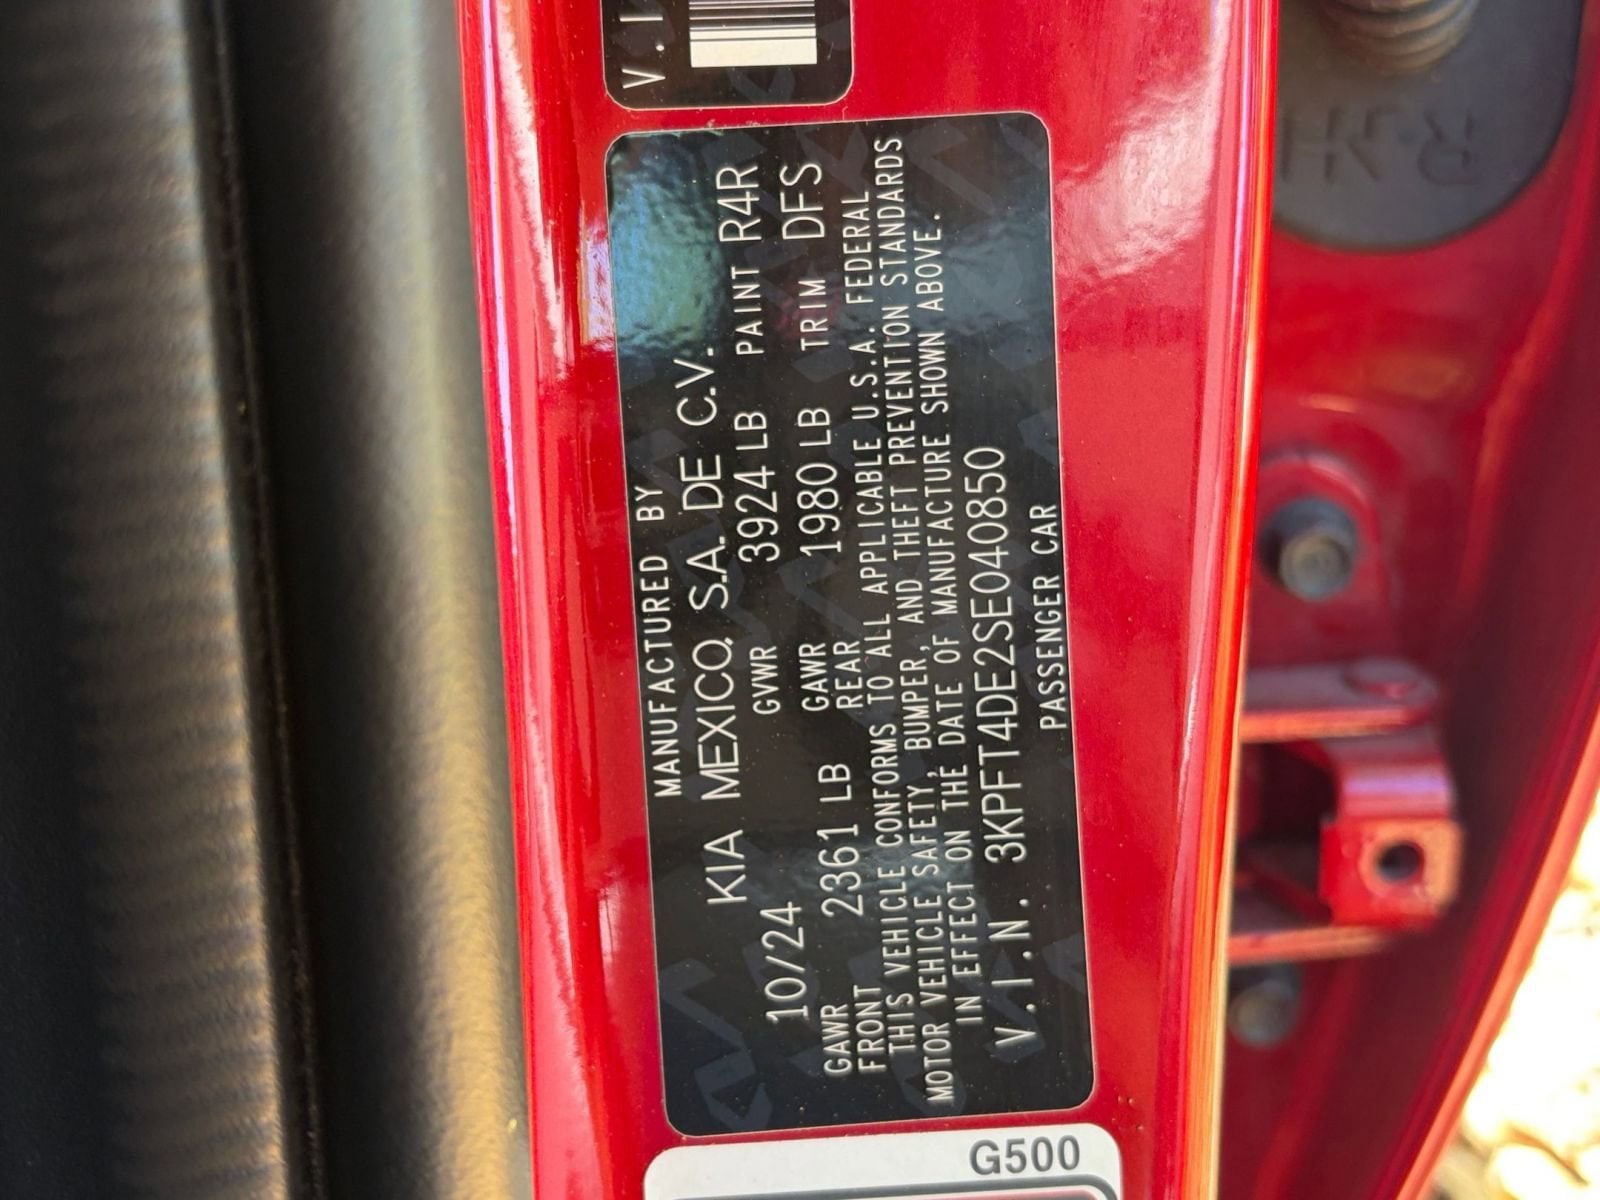 V.I
MANUFACTURED BY
KIA MEXICO, S.A. DE C.V.
10/24 GVWR 3924 LB PAINT R4R
GAWR FRONT 2361 LB GAWR REAR 1980 LB TRIM DFS
THIS VEHICLE CONFORMS TO ALL APPLICABLE U.S.A. FEDERAL
MOTOR VEHICLE SAFETY, BUMPER, AND THEFT PREVENTION STANDARDS
IN EFFECT ON THE DATE OF MANUFACTURE SHOWN ABOVE.
V.I.N. 3KPFT4DE2SE040850
PASSENGER CAR
G500